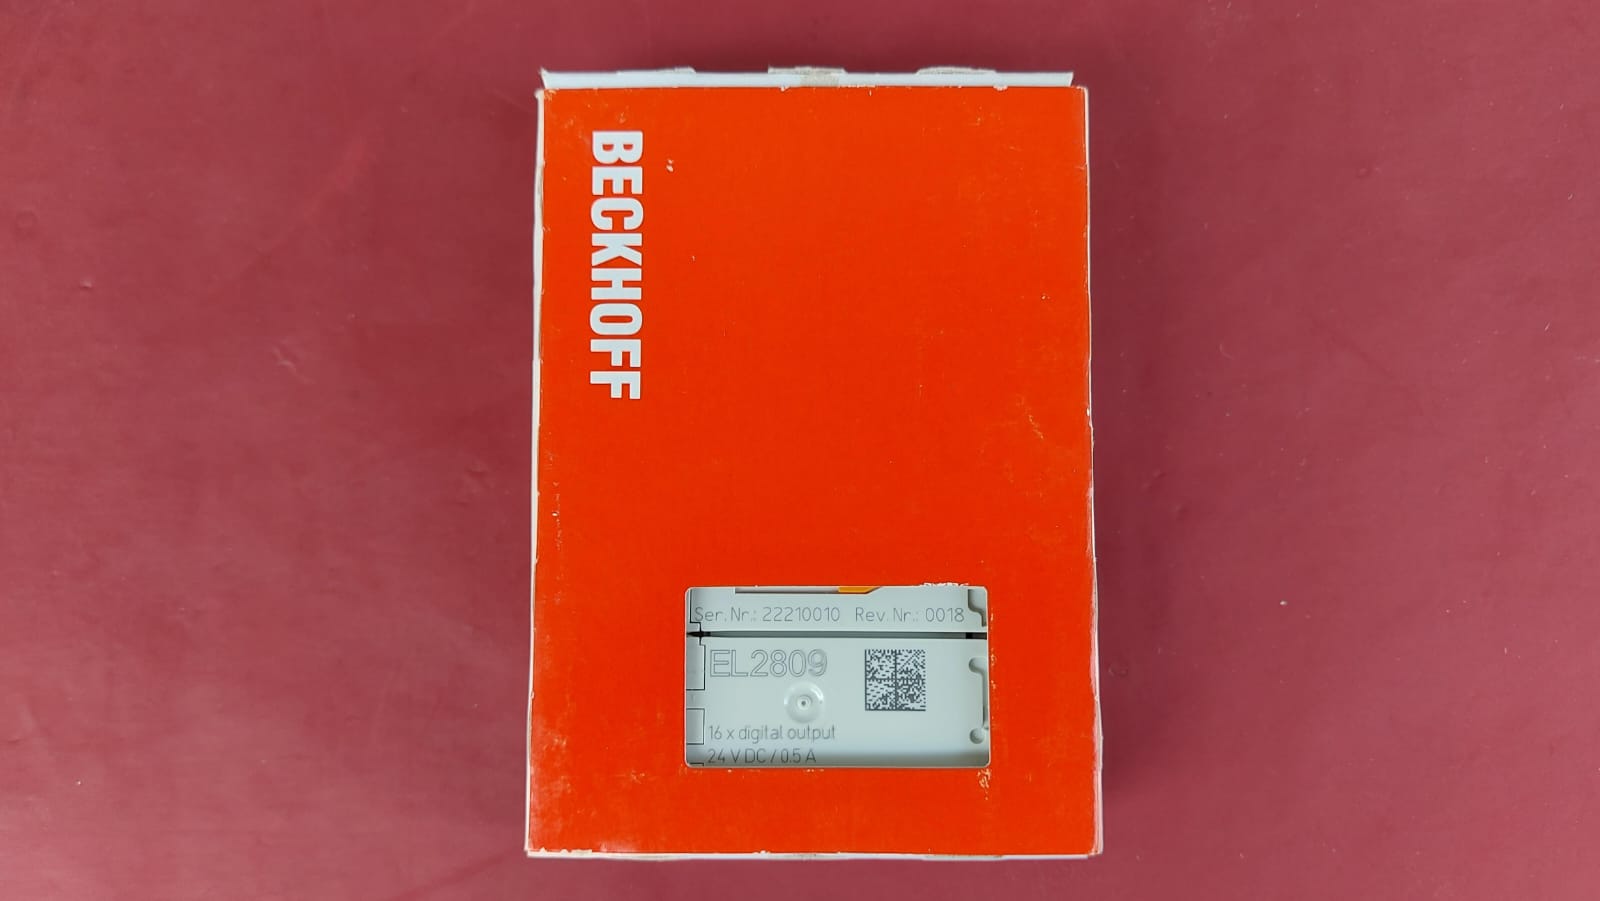 BECKHOFF
Ser.Nr.: 22210010 Rev.Nr.: 0018
EL2809
16 x digital output
24 V DC / 0.5 A